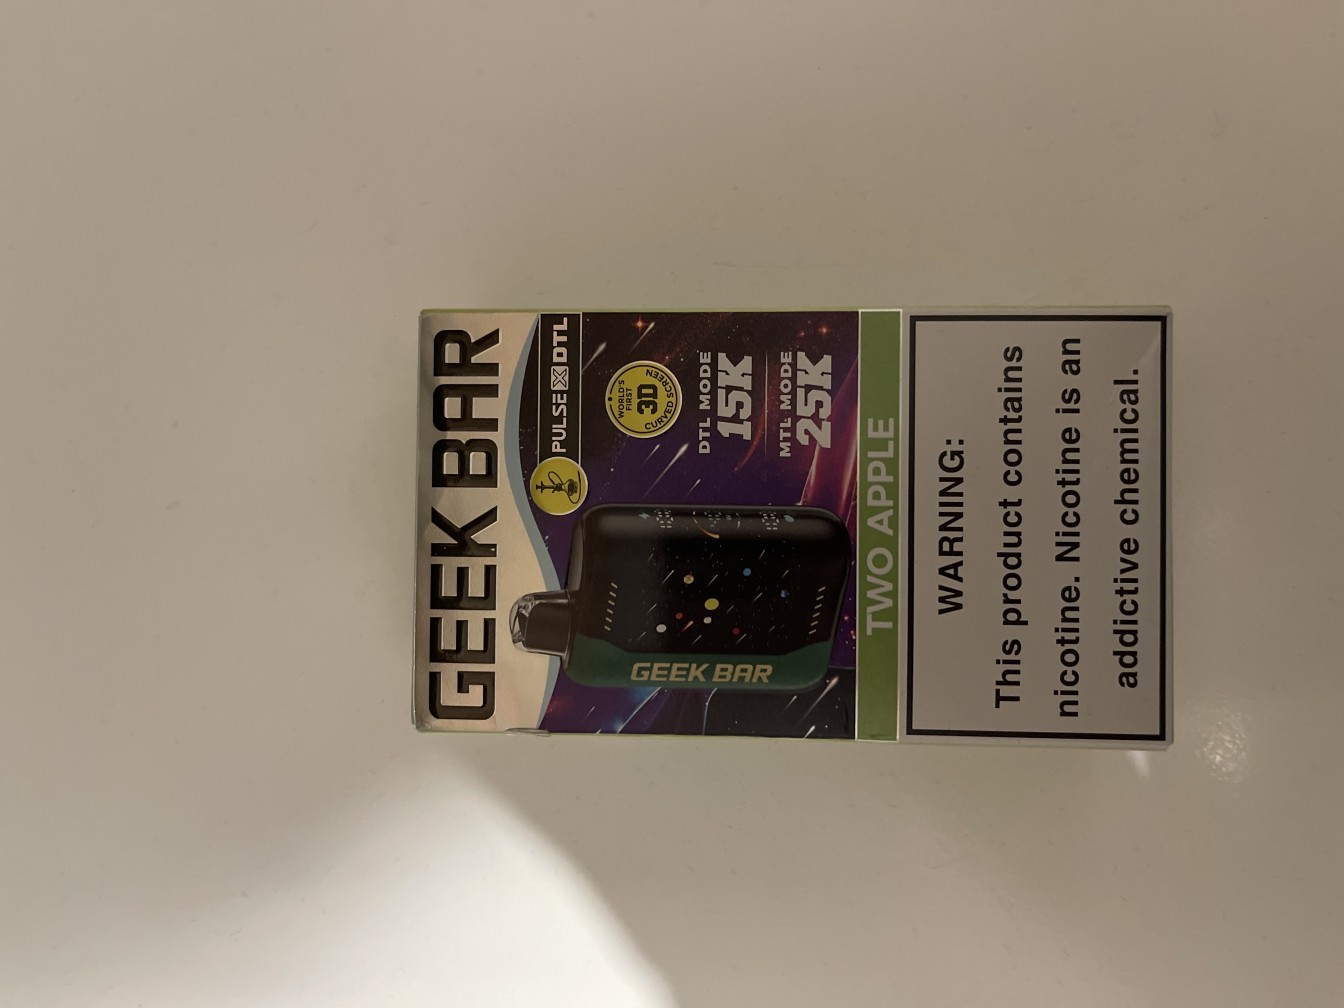 GEEK BAR
PULSE X DTL
WORLD'S
FIRST
3D
CURVED SCREEN
DTL MODE
15K
MTL MODE
25K
GEEK BAR
TWO APPLE
WARNING:
This product contains
nicotine. Nicotine is an
addictive chemical.